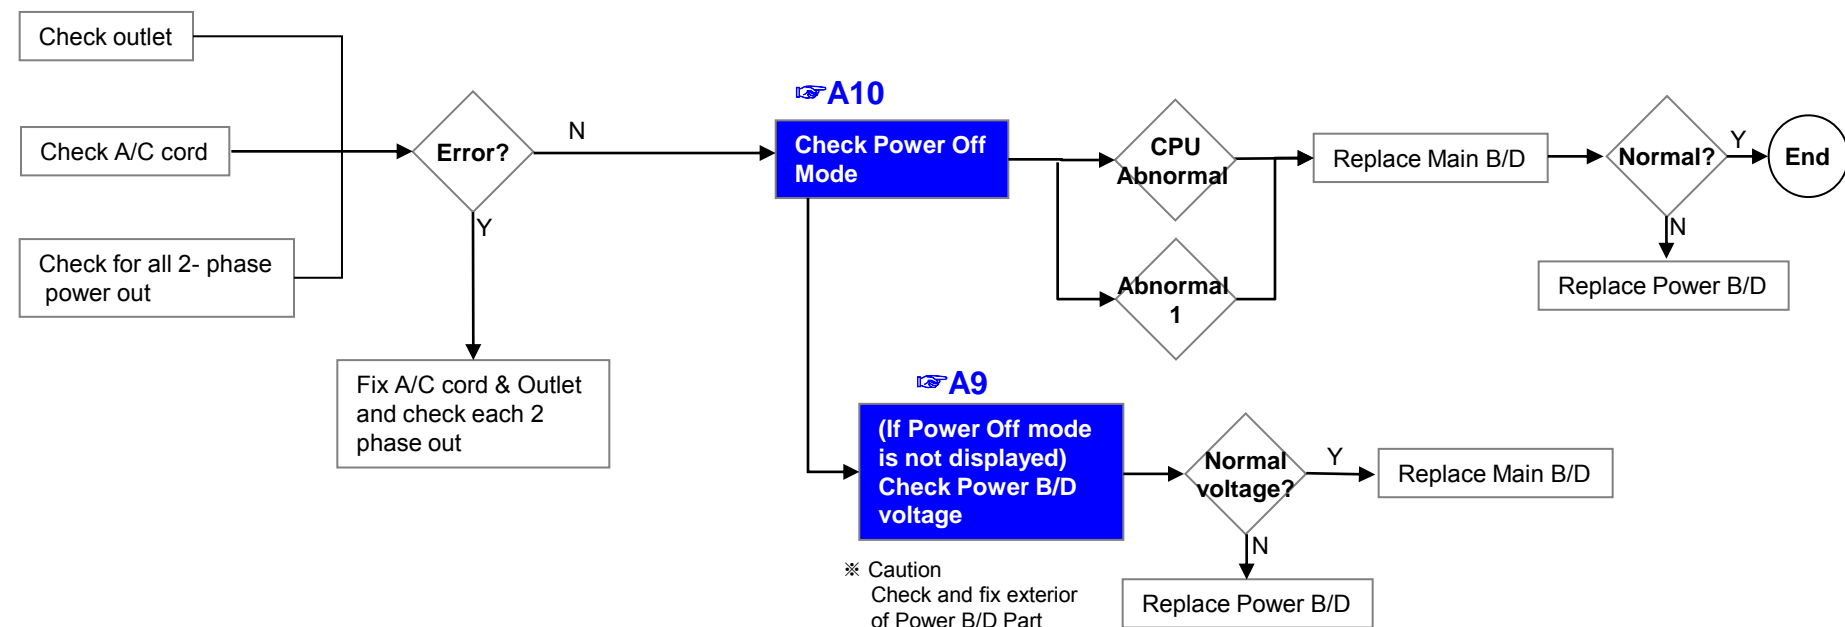 Check outlet
Check A/C cord
Check for all 2- phase
power out
Error?
N
Y
Fix A/C cord & Outlet
and check each 2
phase out
☞A10
Check Power Off
Mode
CPU
Abnormal
Abnormal
1
Replace Main B/D
Normal?
Y
End
N
Replace Power B/D
☞A9
(If Power Off mode
is not displayed)
Check Power B/D
voltage
Normal
voltage?
Y
Replace Main B/D
N
Replace Power B/D
※ Caution
Check and fix exterior
of Power B/D Part